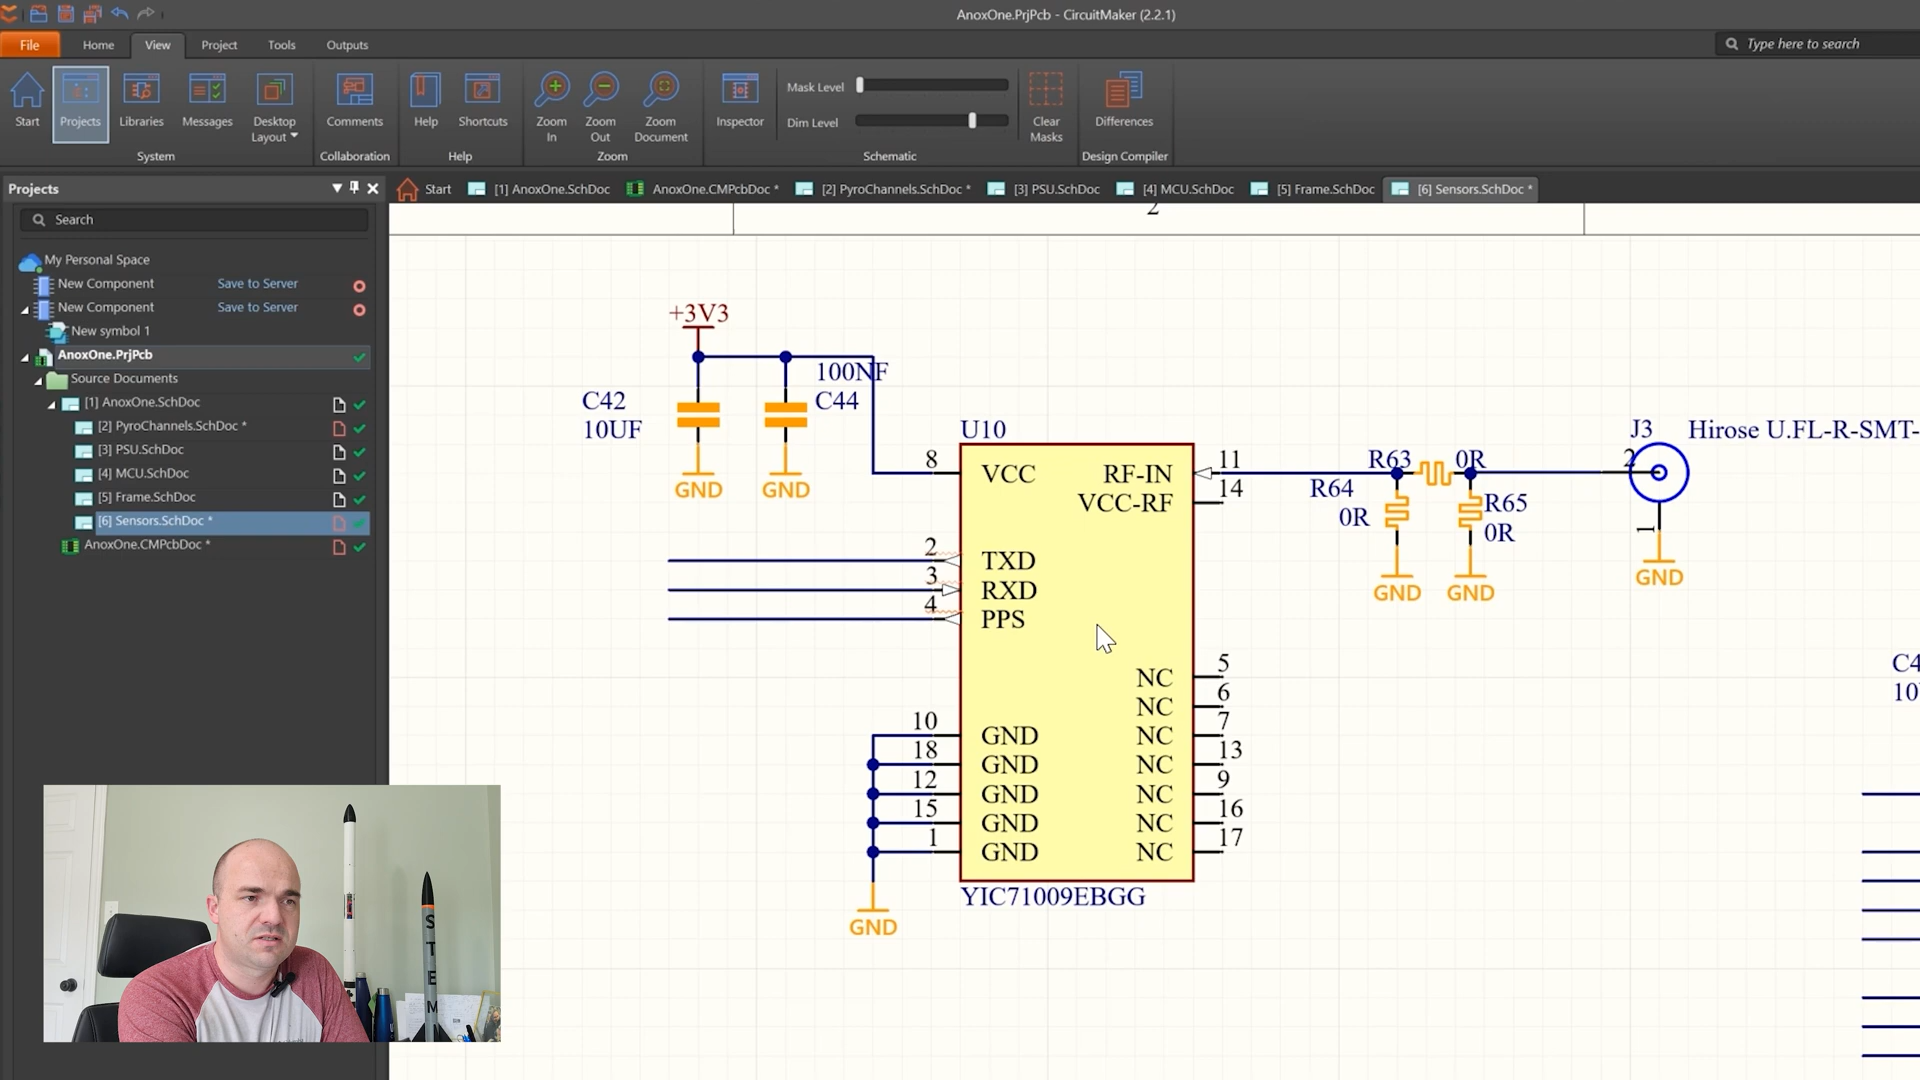 AnoxOne.PrjPcb - CircuitMaker (2.2.1)
File
Home
View
Project
Tools
Outputs
Type here to search
Start
Projects
Libraries
Messages
Desktop
Layout
System
Comments
Collaboration
Help
Shortcuts
Help
Zoom
In
Zoom
Out
Zoom
Document
Zoom
Inspector
Mask Level
Dim Level
Clear
Masks
Schematic
Differences
Design Compiler
Projects
Start
[1] AnoxOne.SchDoc
AnoxOne.CMPcbDoc *
[2] PyroChannels.SchDoc *
[3] PSU.SchDoc
[4] MCU.SchDoc
[5] Frame.SchDoc
[6] Sensors.SchDoc *
Search
My Personal Space
New Component Save to Server
New Component Save to Server
New symbol 1
AnoxOne.PrjPcb
Source Documents
[1] AnoxOne.SchDoc
[2] PyroChannels.SchDoc *
[3] PSU.SchDoc
[4] MCU.SchDoc
[5] Frame.SchDoc
[6] Sensors.SchDoc *
AnoxOne.CMPcbDoc *
2
+3V3
100NF
C42
C44
10UF
GND
GND
U10
8 VCC
RF-IN 11
VCC-RF 14
2 TXD
3 RXD
4 PPS
NC 5
NC 6
10 GND NC 7
18 GND NC 13
12 GND NC 9
15 GND NC 16
1 GND NC 17
GND
YIC71009EBGG
R63 0R
R64
0R
R65
0R
GND
GND
J3 Hirose U.FL-R-SMT-
2
1
GND
C4
10
STEM